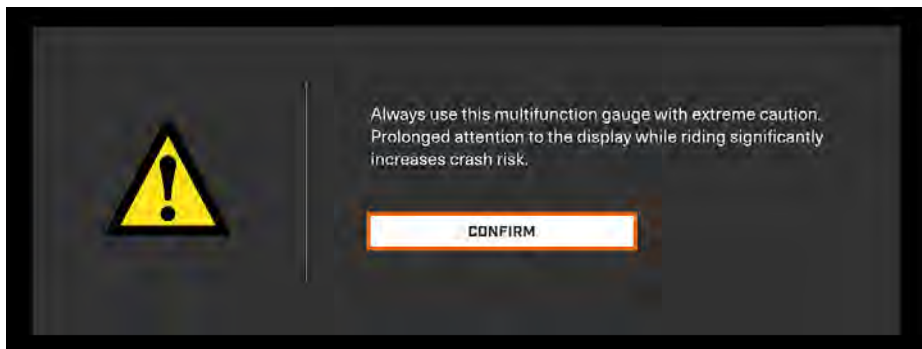 Always use this multifunction gauge with extreme caution.
Prolonged attention to the display while riding significantly
increases crash risk.
CONFIRM